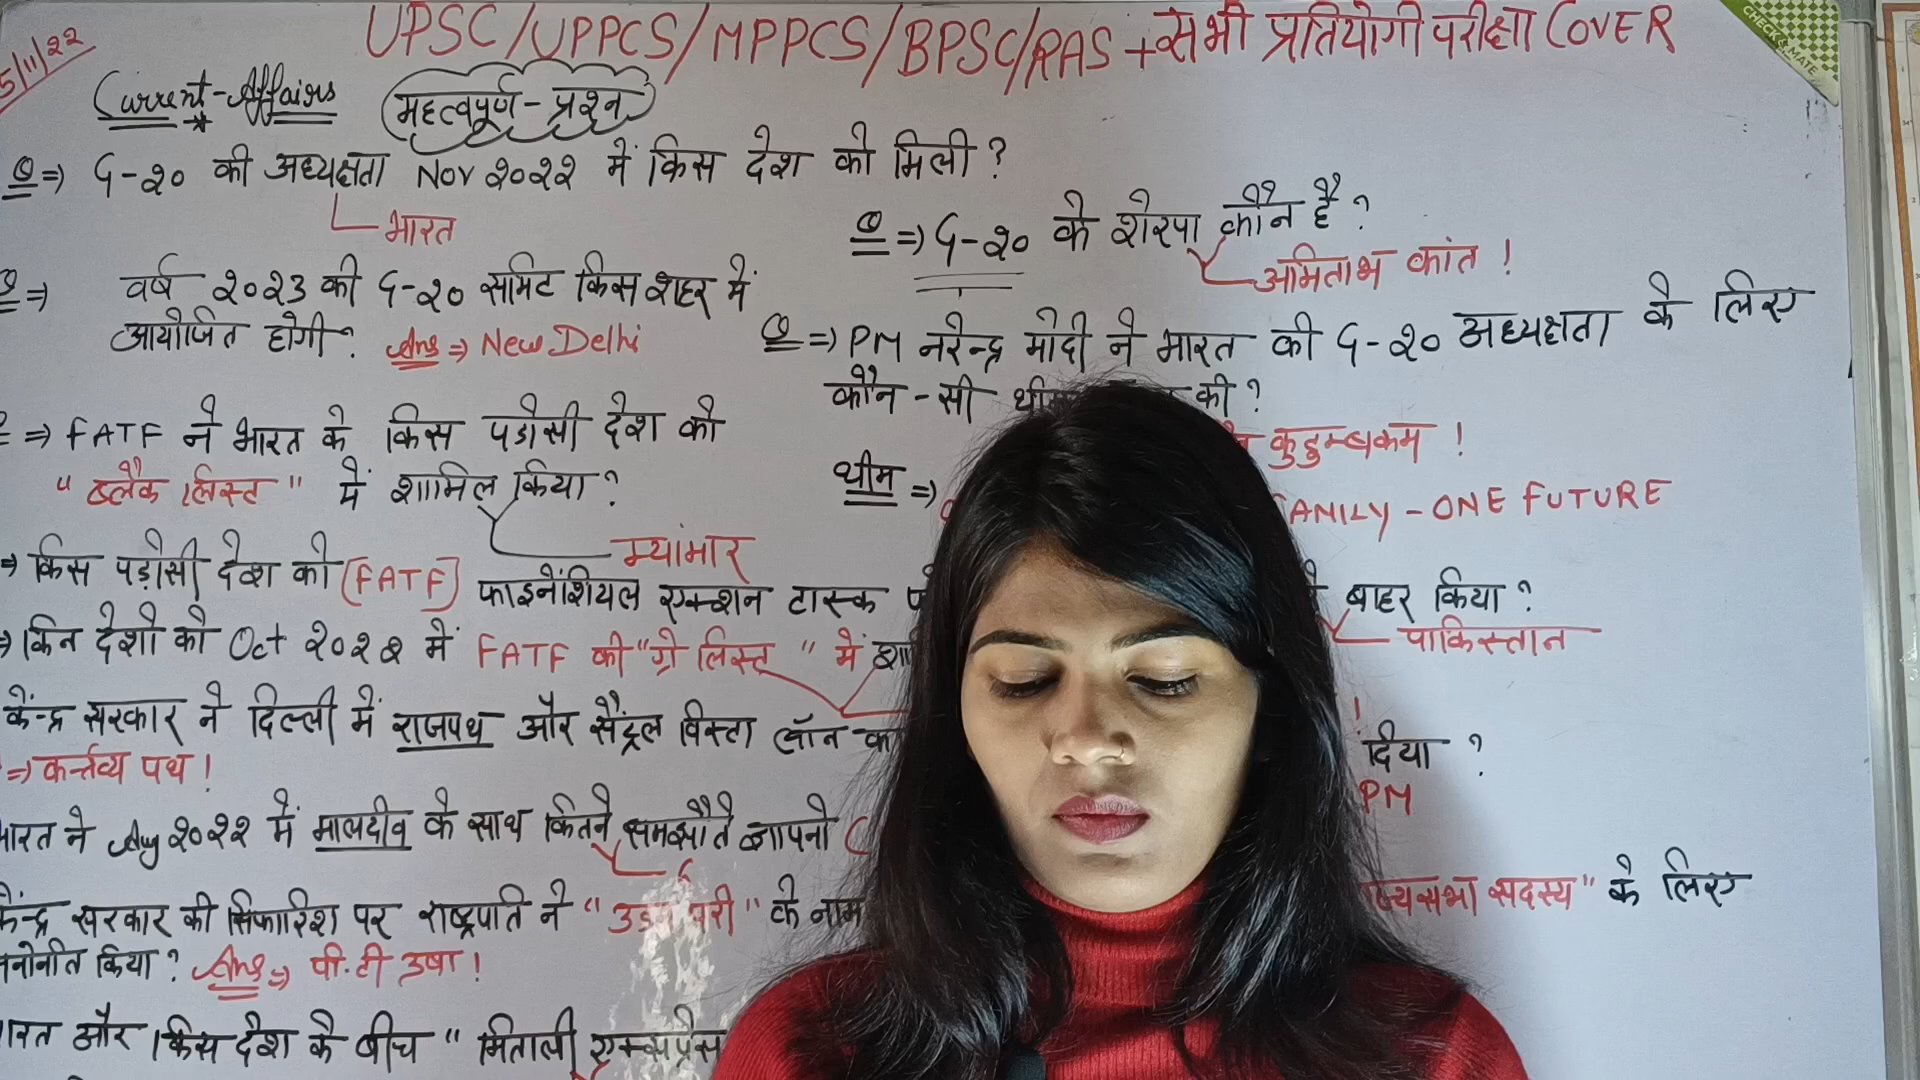 5/11/22
UPSC/UPPCS/MPPCS/BPSC/RAS + सभी प्रतियोगी परीक्षा COVER
CHECK & MATE
Current-Affairs महत्वपूर्ण-प्रश्न
Q⇒ G-20 की अध्यक्षता Nov 2022 में किस देश को मिली?
भारत
Q⇒ G-20 के शेरपा कौन है?
अमिताभ कांत!
Q⇒ वर्ष 2023 की G-20 समिट किस शहर में
आयोजित होगी? Ans⇒ New Delhi
Q⇒ PM नरेन्द्र मोदी ने भारत की G-20 अध्यक्षता के लिए
कौन-सी की?
कुटुम्बकम!
थीम⇒ FAMILY-ONE FUTURE
⇒ FATF ने भारत के किस पडोसी देश को
"ब्लैक लिस्ट" में शामिल किया?
म्यांमार
⇒ किस पड़ोसी देश को (FATF) फाइनेंशियल एक्शन टास्क बाहर किया?
पाकिस्तान
⇒ किन देशो को Oct 2022 में FATF की "ग्रे लिस्ट" में
केंन्द्र सरकार ने दिल्ली में राजपथ और सेंट्रल विस्ता लॉन का दिया?
⇒ कर्त्तव्य पथ!
भारत ने Aug 2022 में मालदीव के साथ कितने समझौते ज्ञापनो ( PM
6
केन्द्र सरकार की सिफारिश पर राष्ट्रपति ने "उडन परी" के नाम राज्यसभा सदस्य" के लिए
मनोनीत किया? Ans⇒ पी.टी उषा!
भारत और किस देश के बीच "मिताली एक्सप्रेस